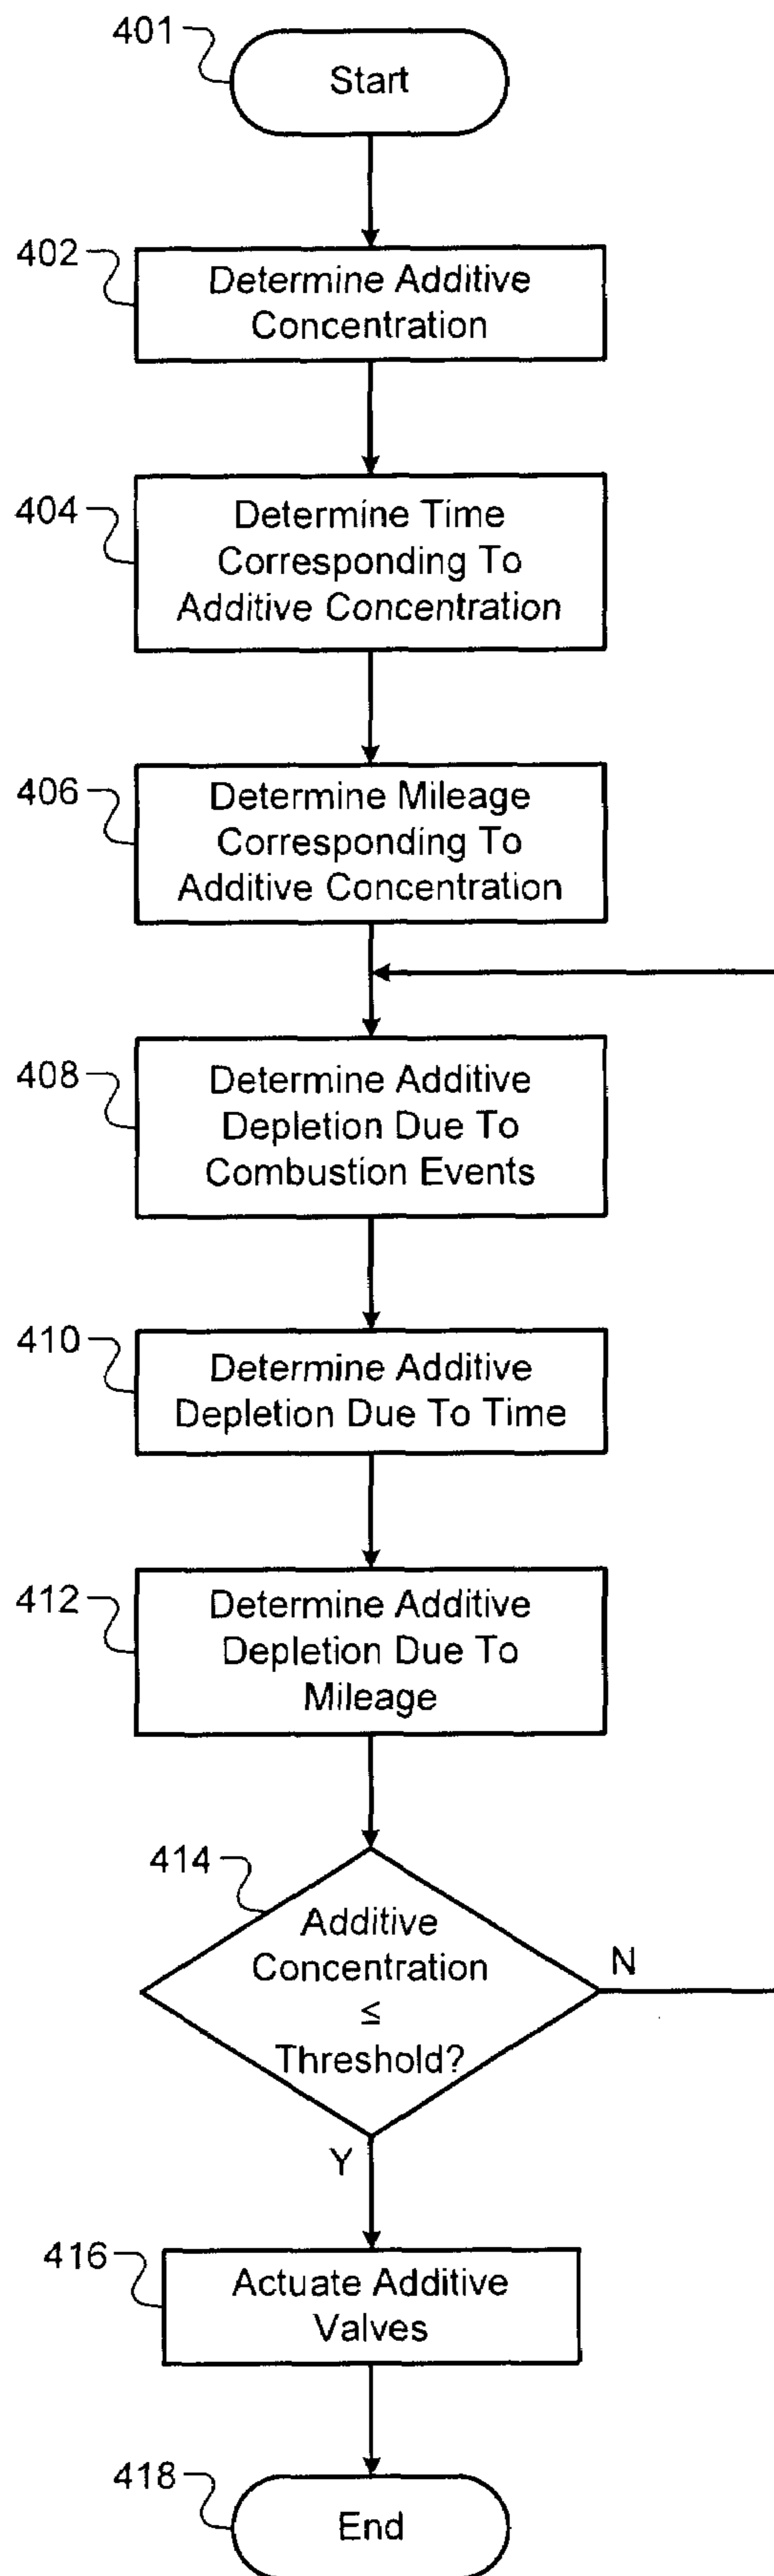 401
Start
402
Determine Additive
Concentration
404
Determine Time
Corresponding To
Additive Concentration
406
Determine Mileage
Corresponding To
Additive Concentration
408
Determine Additive
Depletion Due To
Combustion Events
410
Determine Additive
Depletion Due To Time
412
Determine Additive
Depletion Due To
Mileage
414
Additive
Concentration
≤
Threshold?
N
Y
416
Actuate Additive
Valves
418
End